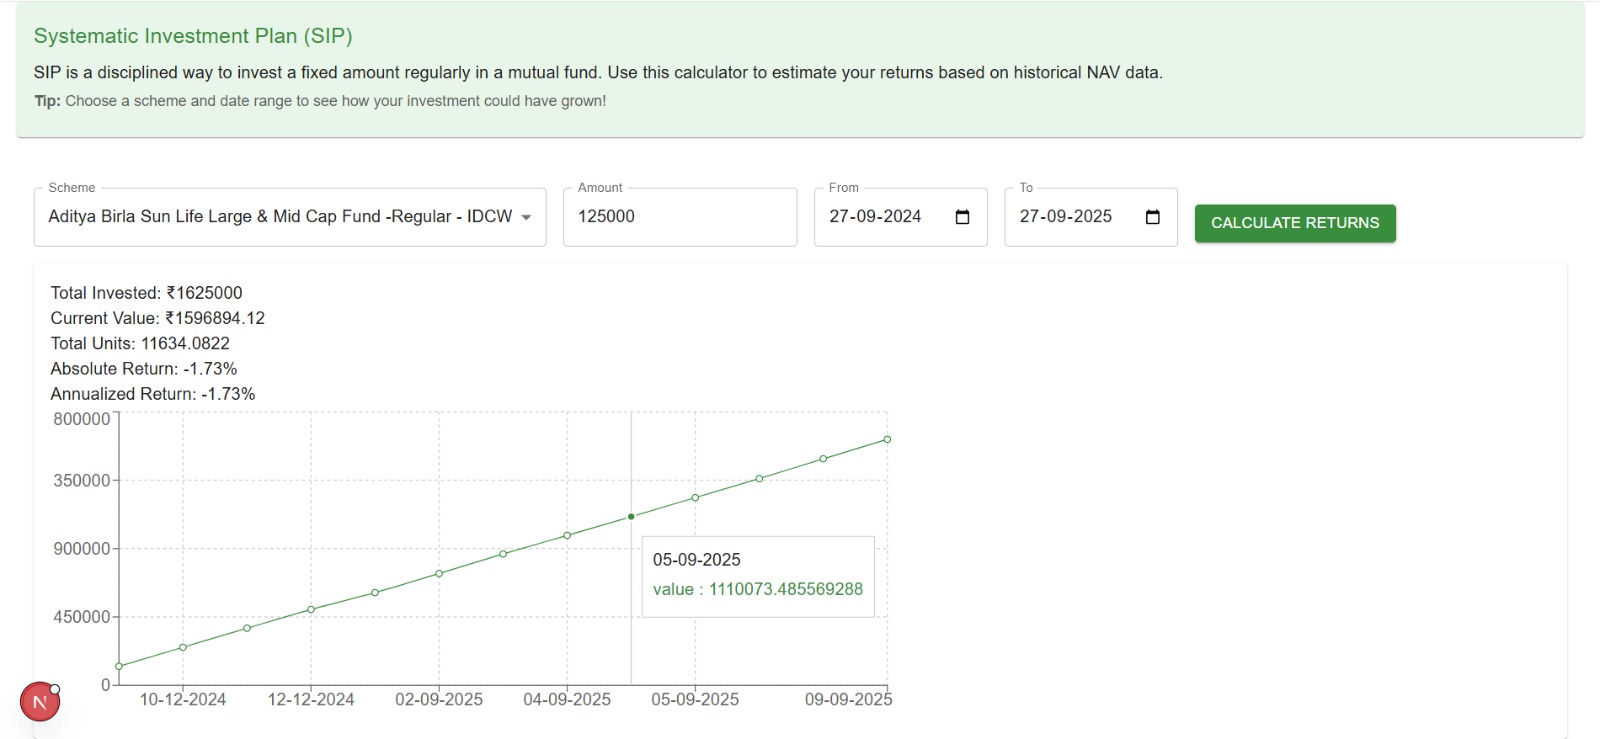 Systematic Investment Plan (SIP)
SIP is a disciplined way to invest a fixed amount regularly in a mutual fund. Use this calculator to estimate your returns based on historical NAV data.
Tip: Choose a scheme and date range to see how your investment could have grown!
Scheme
Aditya Birla Sun Life Large & Mid Cap Fund -Regular - IDCW
Amount
125000
From
27-09-2024
To
27-09-2025
CALCULATE RETURNS
Total Invested: ₹1625000
Current Value: ₹1596894.12
Total Units: 11634.0822
Absolute Return: -1.73%
Annualized Return: -1.73%
800000
350000
900000
450000
0
05-09-2025
value : 1110073.485569288
10-12-2024
12-12-2024
02-09-2025
04-09-2025
05-09-2025
09-09-2025
N